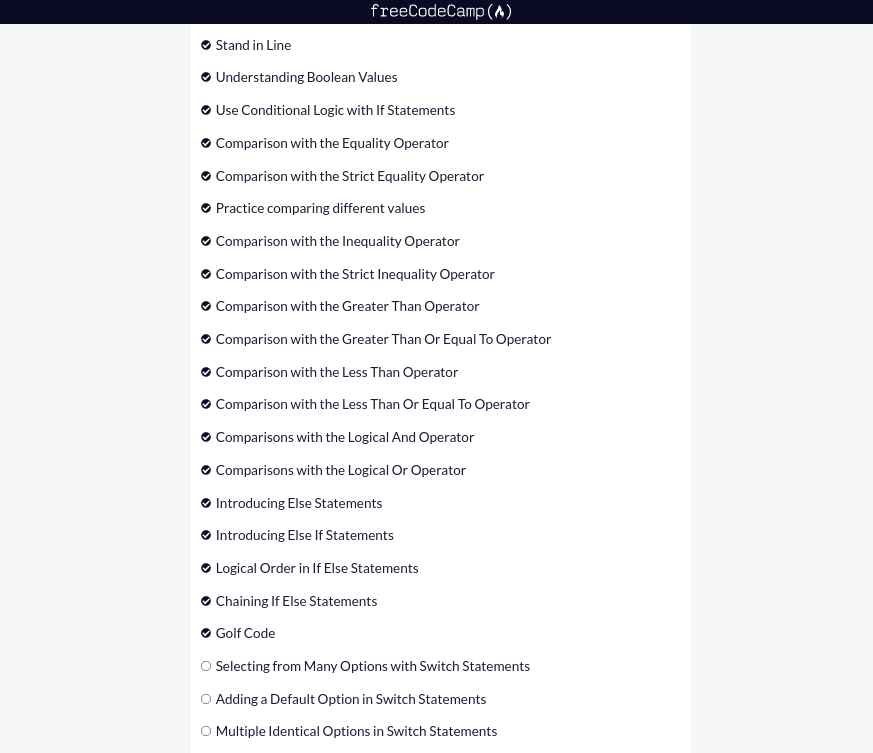 freeCodeCamp(🔥)
Stand in Line
Understanding Boolean Values
Use Conditional Logic with If Statements
Comparison with the Equality Operator
Comparison with the Strict Equality Operator
Practice comparing different values
Comparison with the Inequality Operator
Comparison with the Strict Inequality Operator
Comparison with the Greater Than Operator
Comparison with the Greater Than Or Equal To Operator
Comparison with the Less Than Operator
Comparison with the Less Than Or Equal To Operator
Comparisons with the Logical And Operator
Comparisons with the Logical Or Operator
Introducing Else Statements
Introducing Else If Statements
Logical Order in If Else Statements
Chaining If Else Statements
Golf Code
Selecting from Many Options with Switch Statements
Adding a Default Option in Switch Statements
Multiple Identical Options in Switch Statements